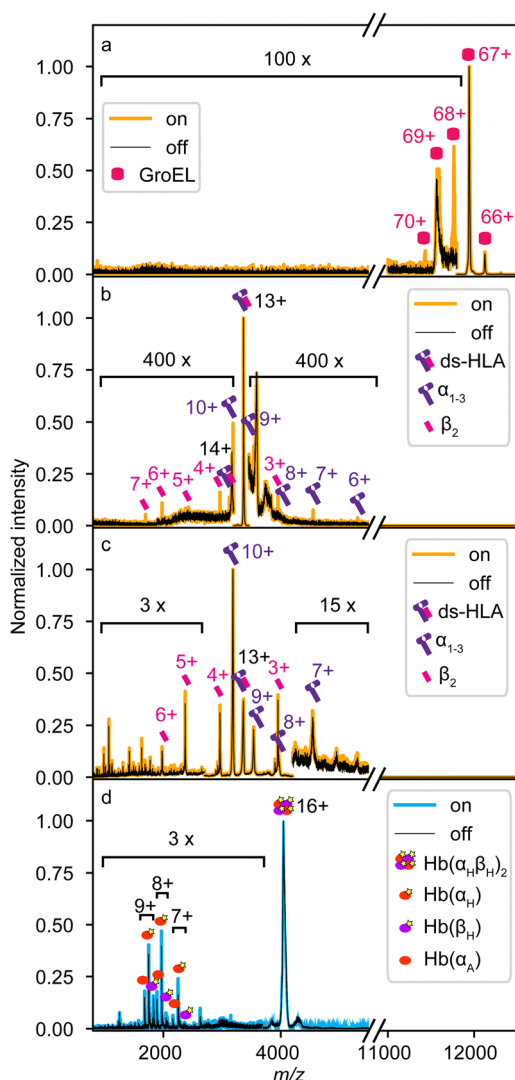 a
100 x
67+
68+
69+
70+
66+
on
off
GroEL
1.00
0.75
0.50
0.25
0.00
b
13+
400 x
400 x
10+
9+
14+
7+
6+
5+
4+
3+
8+
7+
6+
on
off
ds-HLA
α1-3
β2
1.00
0.75
0.50
0.25
0.00
Normalized intensity
c
10+
3 x
15 x
5+
13+
4+
3+
7+
6+
9+
8+
on
off
ds-HLA
α1-3
β2
1.00
0.75
0.50
0.25
0.00
d
16+
3 x
8+
9+
7+
on
off
Hb(αHβH)2
Hb(αH)
Hb(βH)
Hb(αA)
1.00
0.75
0.50
0.25
0.00
2000 4000 11000 12000
m/z